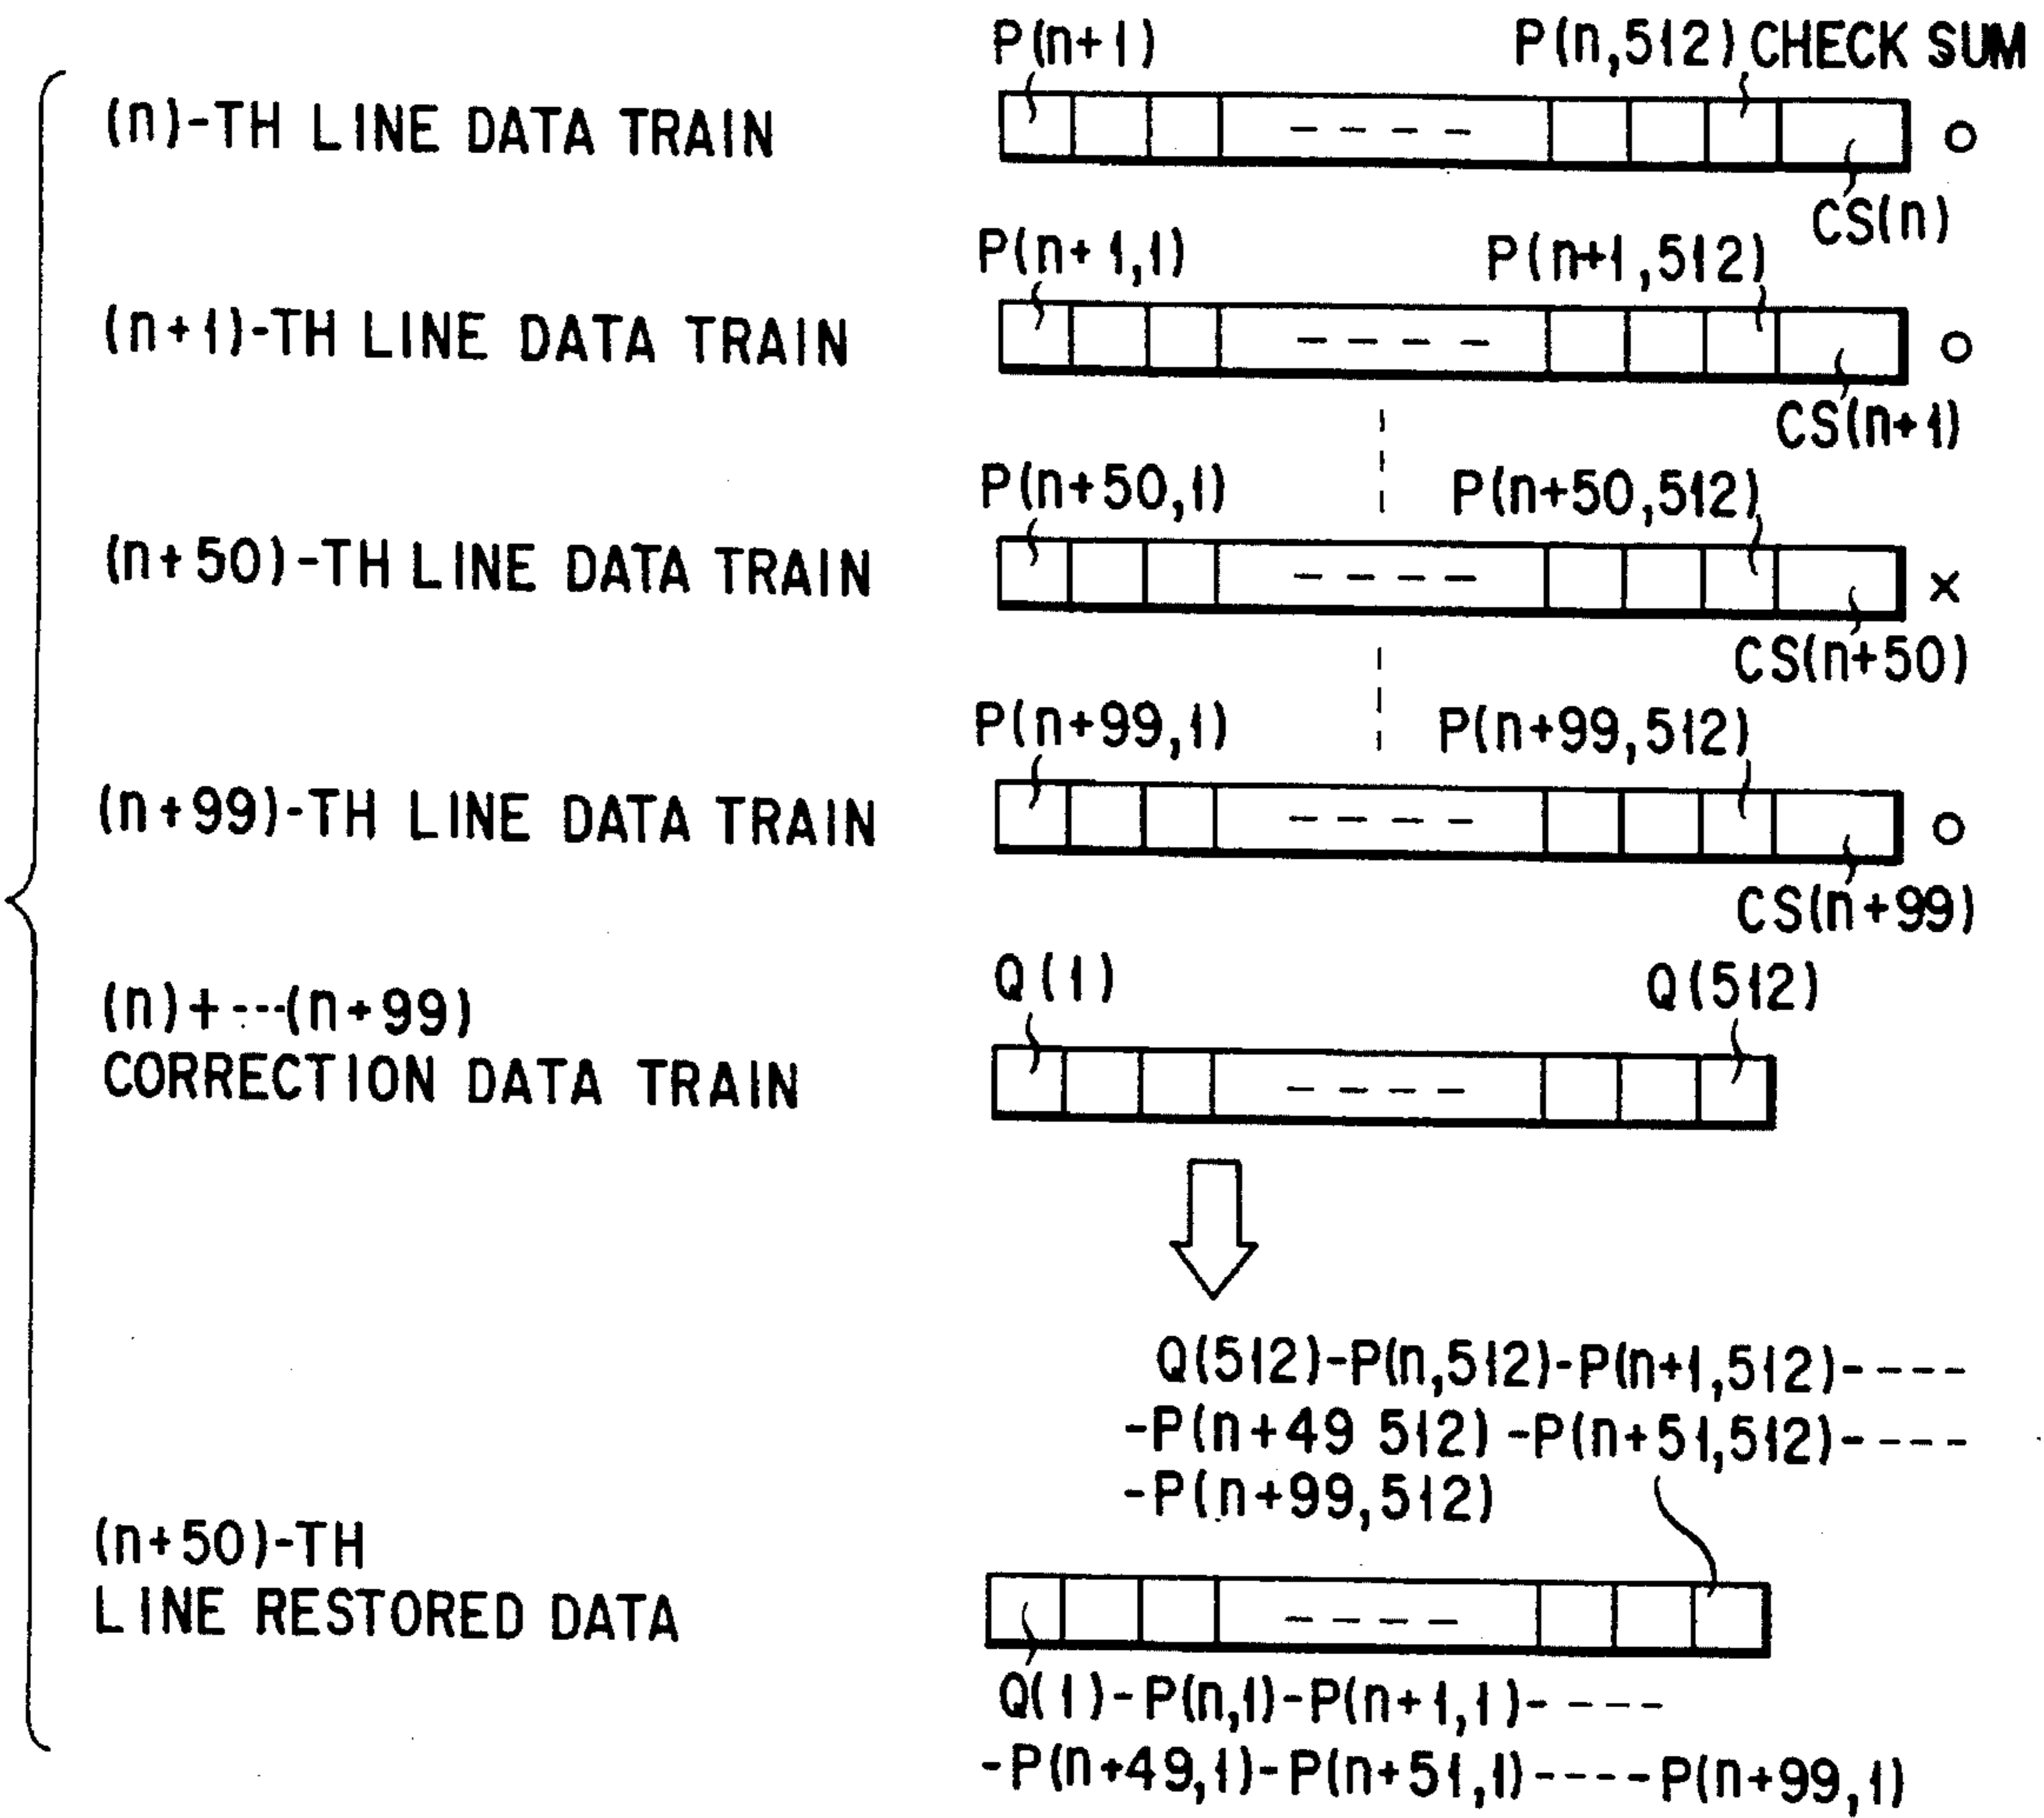 P(n+1) P(n,512) CHECK SUM
(n)-TH LINE DATA TRAIN ---- o
CS(n)
P(n+1,1) P(n+1,512)
(n+1)-TH LINE DATA TRAIN ---- o
CS(n+1)
P(n+50,1) P(n+50,512)
(n+50)-TH LINE DATA TRAIN ---- x
CS(n+50)
P(n+99,1) P(n+99,512)
(n+99)-TH LINE DATA TRAIN ---- o
CS(n+99)
Q(1) Q(512)
(n)+---(n+99)
CORRECTION DATA TRAIN ----
Q(512)-P(n,512)-P(n+1,512)-----
-P(n+49 512)-P(n+51,512)-----
-P(n+99,512)
(n+50)-TH
LINE RESTORED DATA ----
Q(1)-P(n,1)-P(n+1,1)-----
-P(n+49,1)-P(n+51,1)-----P(n+99,1)